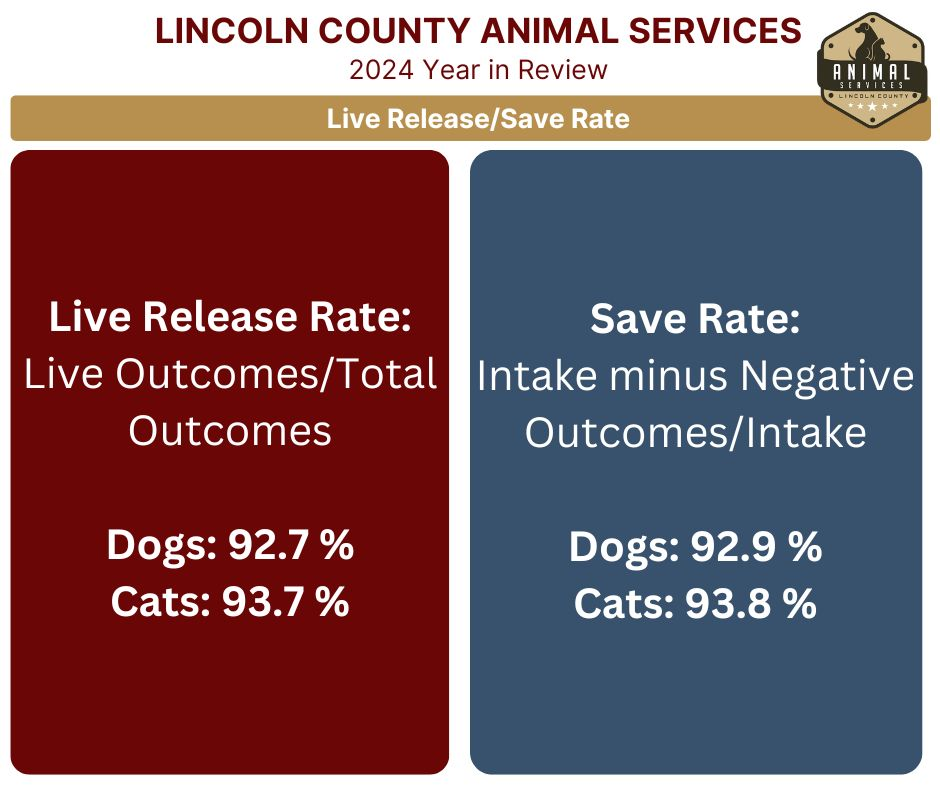 LINCOLN COUNTY ANIMAL SERVICES
2024 Year in Review
ANIMAL
SERVICES
LINCOLN COUNTY
Live Release/Save Rate
Live Release Rate:
Live Outcomes/Total
Outcomes
Dogs: 92.7 %
Cats: 93.7 %
Save Rate:
Intake minus Negative
Outcomes/Intake
Dogs: 92.9 %
Cats: 93.8 %